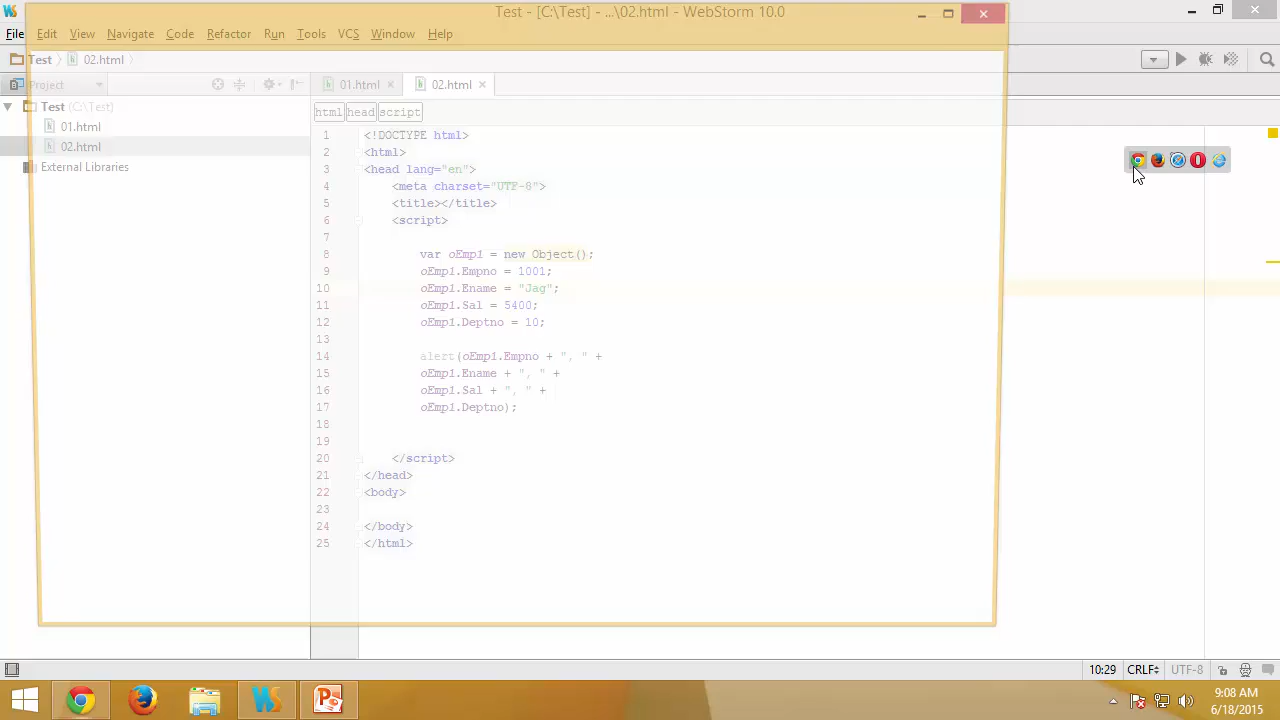 Test - [C:\Test] - ...\02.html - WebStorm 10.0
File Edit View Navigate Code Refactor Run Tools VCS Window Help
Test 02.html
Project
01.html 02.html
Test (C:\Test)
01.html
02.html
External Libraries
html head script
1 <!DOCTYPE html>
2 <html>
3 <head lang="en">
4 <meta charset="UTF-8">
5 <title></title>
6 <script>
7
8 var oEmp1 = new Object();
9 oEmp1.Empno = 1001;
10 oEmp1.Ename = "Jag";
11 oEmp1.Sal = 5400;
12 oEmp1.Deptno = 10;
13
14 alert(oEmp1.Empno + ", " +
15 oEmp1.Ename + ", " +
16 oEmp1.Sal + ", " +
17 oEmp1.Deptno);
18
19
20 </script>
21 </head>
22 <body>
23
24 </body>
25 </html>
10:29 CRLF UTF-8
9:08 AM
6/18/2015